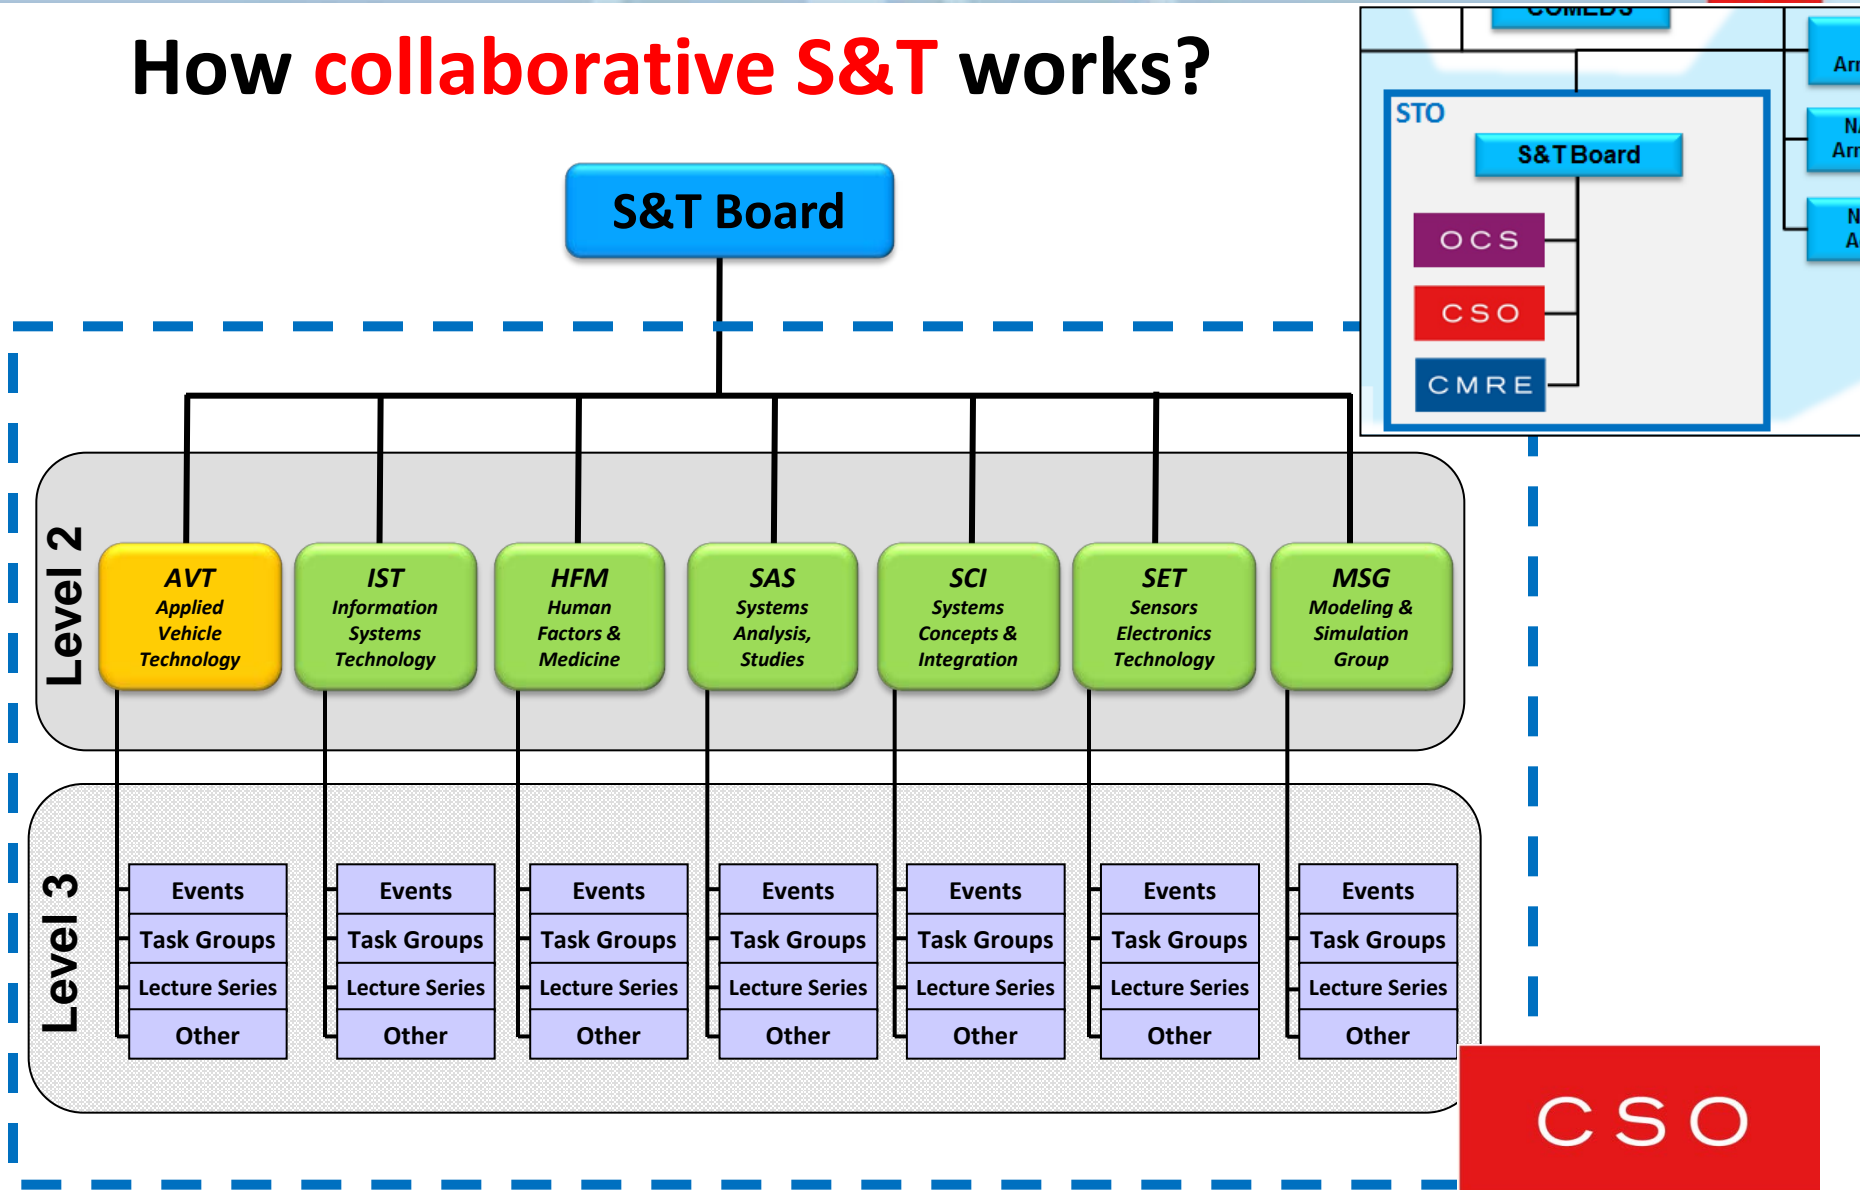 How collaborative S&T works?
COMEDS
STO
S&T Board
OCS
CSO
CMRE
S&T Board
Level 2
AVT
Applied
Vehicle
Technology
IST
Information
Systems
Technology
HFM
Human
Factors &
Medicine
SAS
Systems
Analysis,
Studies
SCI
Systems
Concepts &
Integration
SET
Sensors
Electronics
Technology
MSG
Modeling &
Simulation
Group
Level 3
Events
Task Groups
Lecture Series
Other
Events
Task Groups
Lecture Series
Other
Events
Task Groups
Lecture Series
Other
Events
Task Groups
Lecture Series
Other
Events
Task Groups
Lecture Series
Other
Events
Task Groups
Lecture Series
Other
Events
Task Groups
Lecture Series
Other
CSO